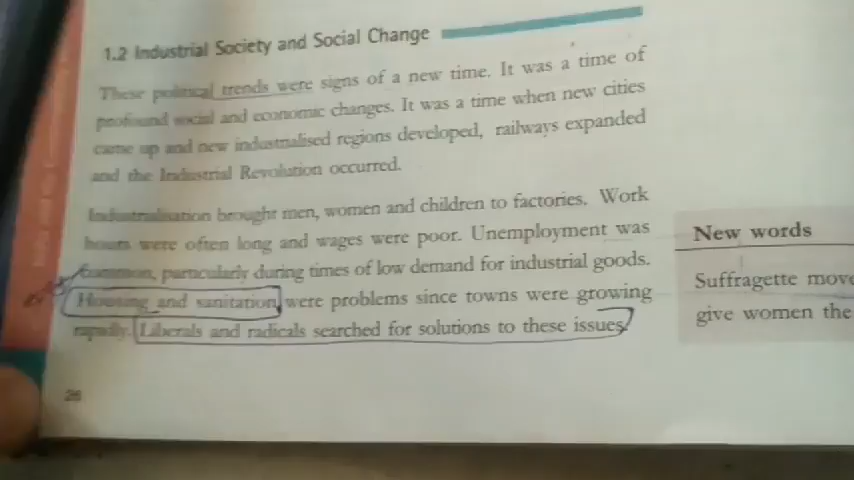 1.2 Industrial Society and Social Change
These political trends were signs of a new time. It was a time of
profound social and economic changes. It was a time when new cities
came up and new industrialised regions developed, railways expanded
and the Industrial Revolution occurred.
Industrialisation brought men, women and children to factories. Work
hours were often long and wages were poor. Unemployment was
common, particularly during times of low demand for industrial goods.
Housing and sanitation were problems since towns were growing
rapidly. Liberals and radicals searched for solutions to these issues.
26
New words
Suffragette move
give women the